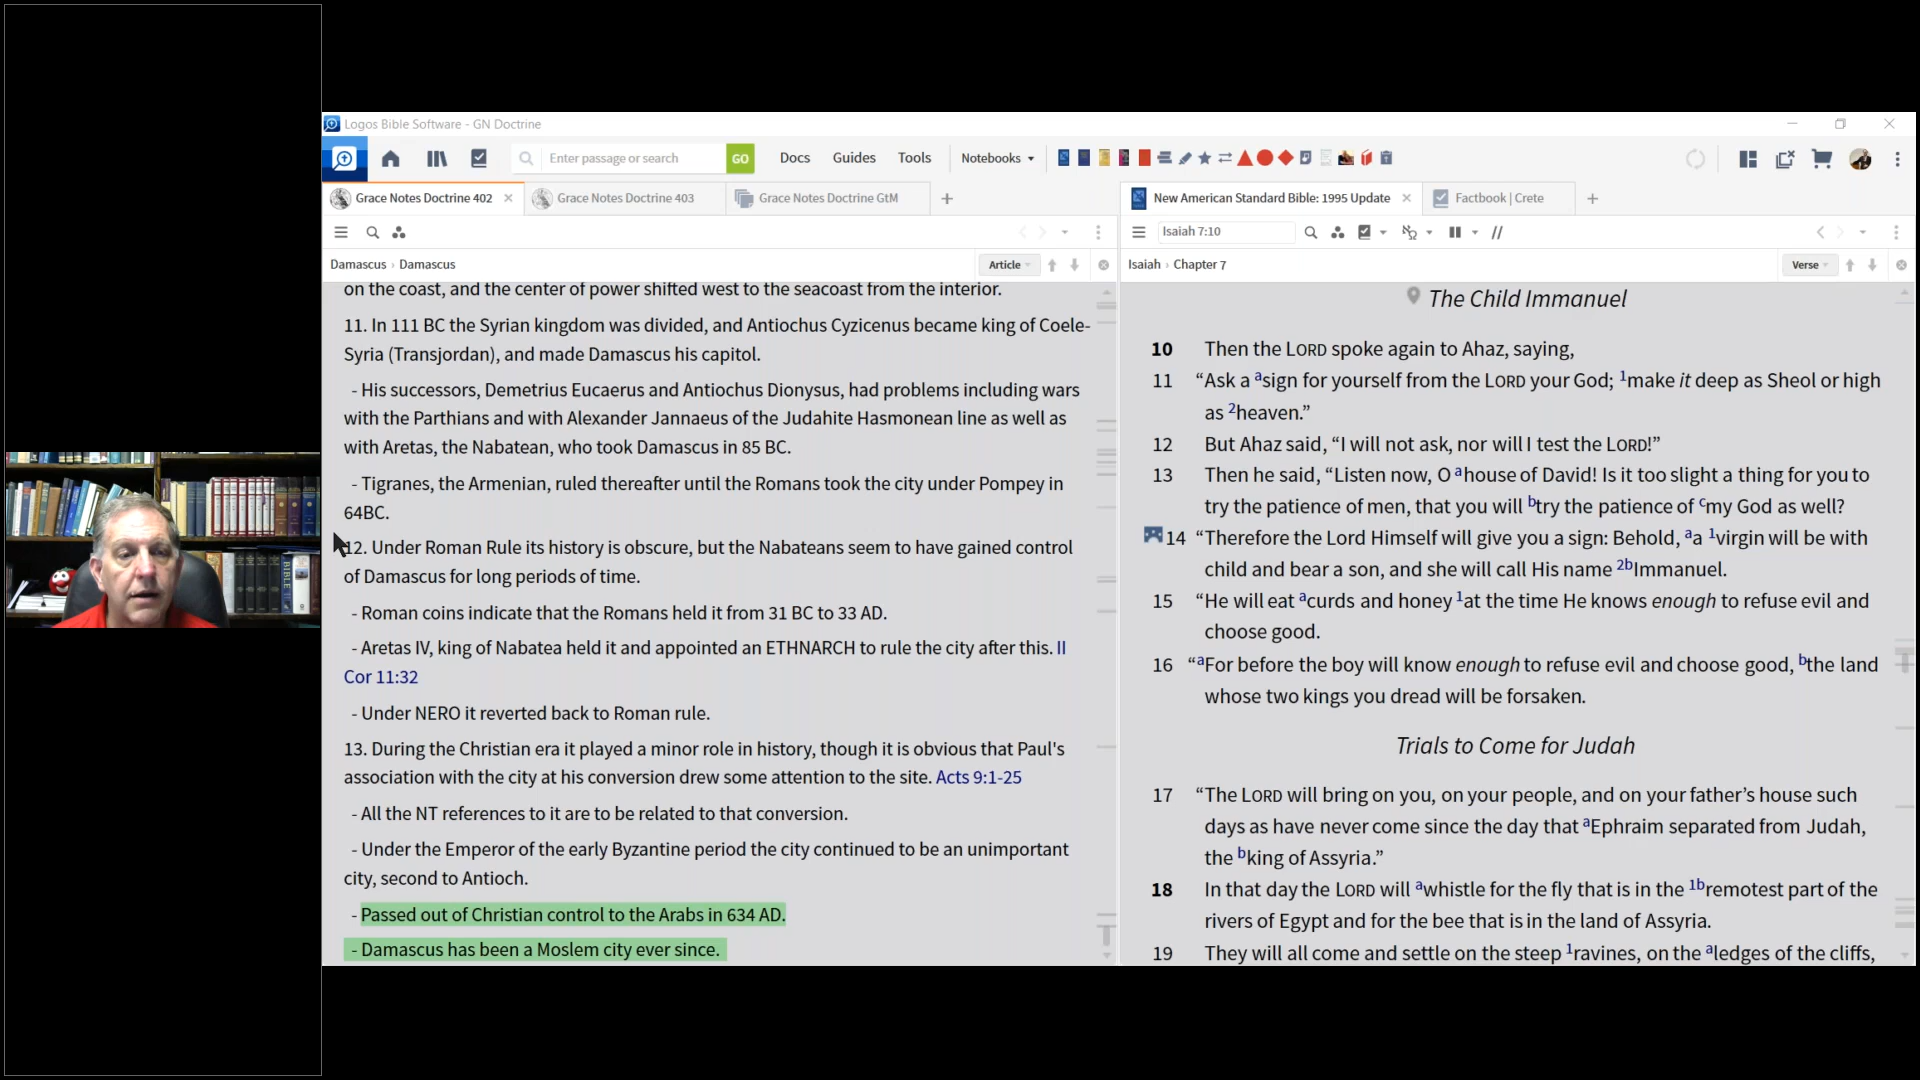 Logos Bible Software - GN Doctrine
Enter passage or search
GO
Docs
Guides
Tools
Notebooks
Grace Notes Doctrine 402
Grace Notes Doctrine 403
Grace Notes Doctrine GtM
Damascus › Damascus
Article
on the coast, and the center of power shifted west to the seacoast from the interior.
11. In 111 BC the Syrian kingdom was divided, and Antiochus Cyzicenus became king of Coele-
Syria (Transjordan), and made Damascus his capitol.
- His successors, Demetrius Eucaerus and Antiochus Dionysus, had problems including wars
with the Parthians and with Alexander Jannaeus of the Judahite Hasmonean line as well as
with Aretas, the Nabatean, who took Damascus in 85 BC.
- Tigranes, the Armenian, ruled thereafter until the Romans took the city under Pompey in
64BC.
12. Under Roman Rule its history is obscure, but the Nabateans seem to have gained control
of Damascus for long periods of time.
- Roman coins indicate that the Romans held it from 31 BC to 33 AD.
- Aretas IV, king of Nabatea held it and appointed an ETHNARCH to rule the city after this. II
Cor 11:32
- Under NERO it reverted back to Roman rule.
13. During the Christian era it played a minor role in history, though it is obvious that Paul's
association with the city at his conversion drew some attention to the site. Acts 9:1-25
- All the NT references to it are to be related to that conversion.
- Under the Emperor of the early Byzantine period the city continued to be an unimportant
city, second to Antioch.
- Passed out of Christian control to the Arabs in 634 AD.
- Damascus has been a Moslem city ever since.
New American Standard Bible: 1995 Update
Factbook | Crete
Isaiah 7:10
Isaiah › Chapter 7
Verse
The Child Immanuel
10 Then the LORD spoke again to Ahaz, saying,
11 “Ask a ᵃsign for yourself from the LORD your God; ¹make it deep as Sheol or high
as ²heaven.”
12 But Ahaz said, “I will not ask, nor will I test the LORD!”
13 Then he said, “Listen now, O ᵃhouse of David! Is it too slight a thing for you to
try the patience of men, that you will ᵇtry the patience of ᶜmy God as well?
14 “Therefore the Lord Himself will give you a sign: Behold, ᵃa ¹virgin will be with
child and bear a son, and she will call His name ²ᵇImmanuel.
15 “He will eat ᵃcurds and honey ¹at the time He knows enough to refuse evil and
choose good.
16 “ᵃFor before the boy will know enough to refuse evil and choose good, ᵇthe land
whose two kings you dread will be forsaken.
Trials to Come for Judah
17 “The LORD will bring on you, on your people, and on your father’s house such
days as have never come since the day that ᵃEphraim separated from Judah,
the ᵇking of Assyria.”
18 In that day the LORD will ᵃwhistle for the fly that is in the ¹ᵇremotest part of the
rivers of Egypt and for the bee that is in the land of Assyria.
19 They will all come and settle on the steep ¹ravines, on the ᵃledges of the cliffs,
BIBLE